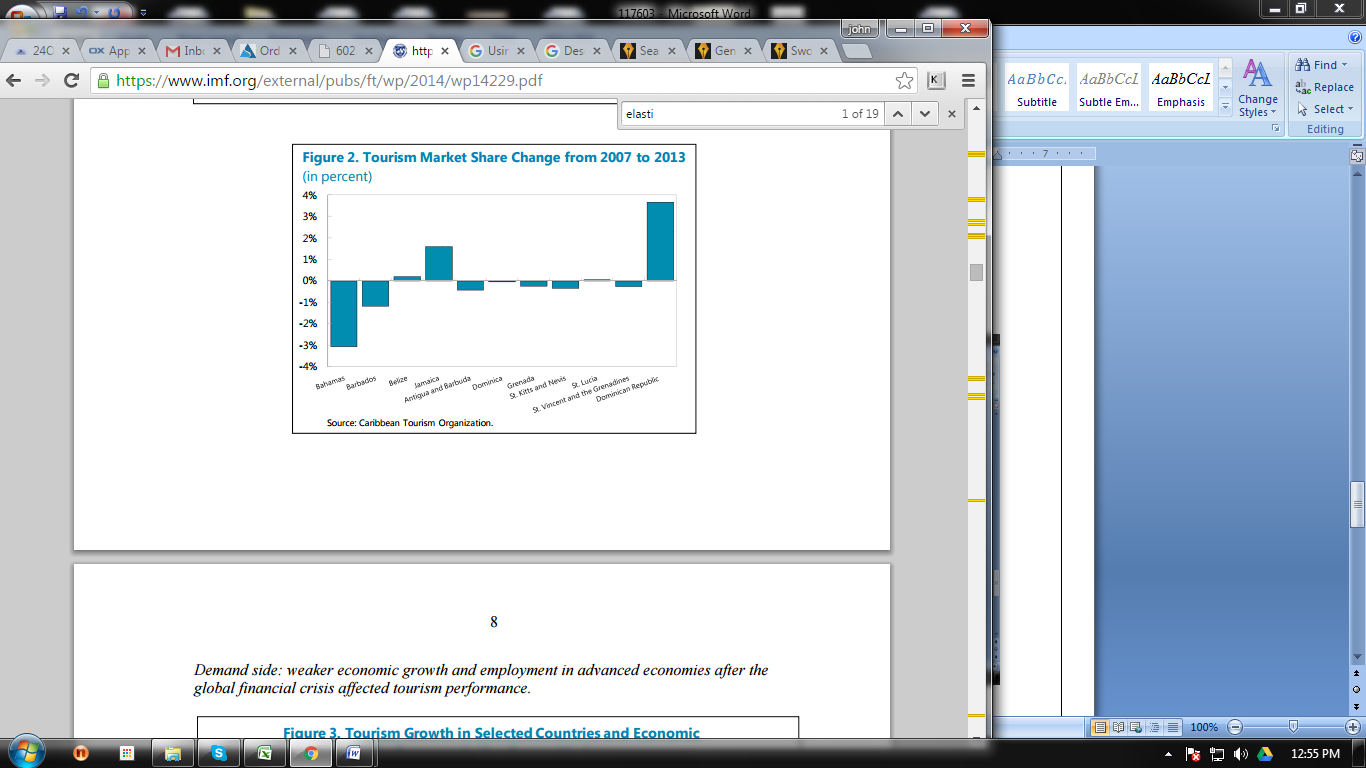 117603 - Microsoft Word
john
24C
App
Inbo
Ord
602
http
Usin
Des
Sea
Gen
Swo
https://www.imf.org/external/pubs/ft/wp/2014/wp14229.pdf
elasti 1 of 19
AaBbCc. AaBbCcL AaBbCcL
Subtitle Subtle Em... Emphasis
Change
Styles
Find
Replace
Select
Editing
7
Figure 2. Tourism Market Share Change from 2007 to 2013
(in percent)
4%
3%
2%
1%
0%
-1%
-2%
-3%
-4%
Bahamas
Barbados
Belize
Jamaica
Antigua and Barbuda
Dominica
Grenada
St. Kitts and Nevis
St. Lucia
St. Vincent and the Grenadines
Dominican Republic
Source: Caribbean Tourism Organization.
8
Demand side: weaker economic growth and employment in advanced economies after the
global financial crisis affected tourism performance.
Figure 3. Tourism Growth in Selected Countries and Economic
100%
12:55 PM